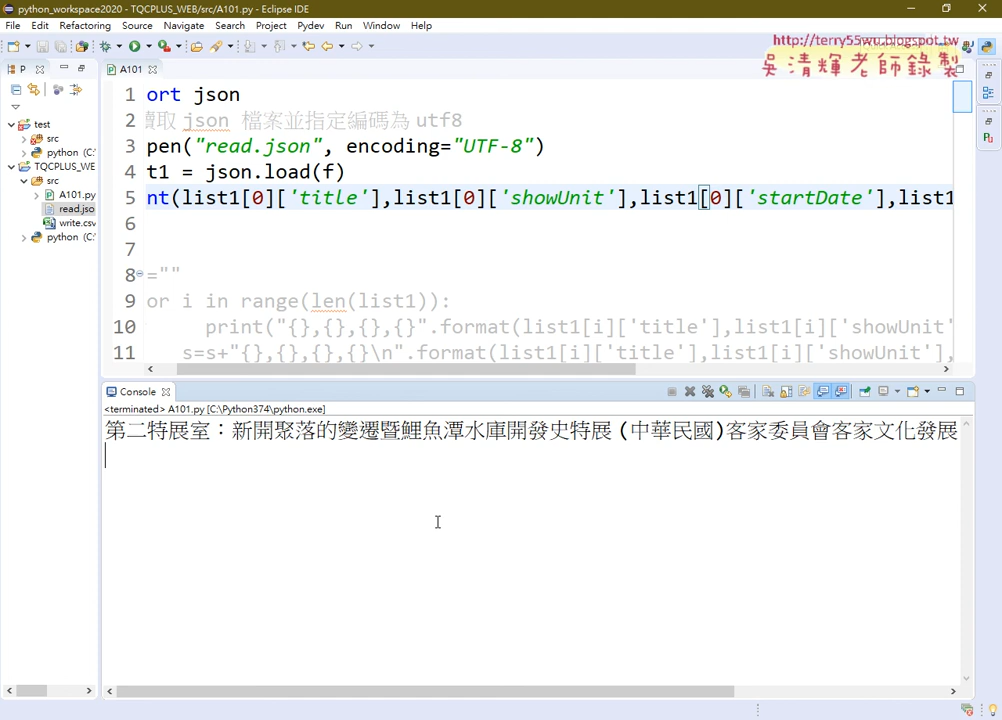 python_workspace2020 - TQCPLUS_WEB/src/A101.py - Eclipse IDE
File Edit Refactoring Source Navigate Search Project Pydev Run Window Help
http://terry55wu.blogspot.tw
吳清輝老師錄製
P
A101
test
src
python (C:
TQCPLUS_WE
src
A101.py
read.jso
write.csv
python (C:
1 ort json
2 讀取 json 檔案並指定編碼為 utf8
3 pen("read.json", encoding="UTF-8")
4 t1 = json.load(f)
5 nt(list1[0]['title'],list1[0]['showUnit'],list1[0]['startDate'],list1
6
7
8 =""
9 or i in range(len(list1)):
10 print("{},{},{},{}".format(list1[i]['title'],list1[i]['showUnit'
11 s=s+"{},{},{},{}\n".format(list1[i]['title'],list1[i]['showUnit'],
Console
<terminated> A101.py [C:\Python374\python.exe]
第二特展室：新開聚落的變遷暨鯉魚潭水庫開發史特展 (中華民國)客家委員會客家文化發展